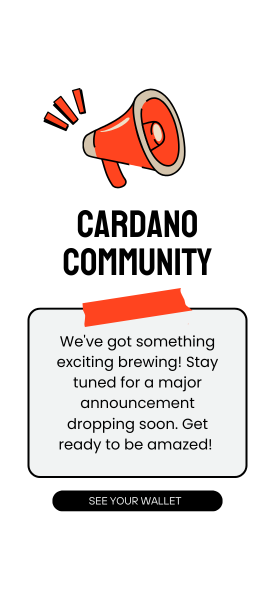 CARDANO
COMMUNITY
We've got something
exciting brewing! Stay
tuned for a major
announcement
dropping soon. Get
ready to be amazed!
SEE YOUR WALLET